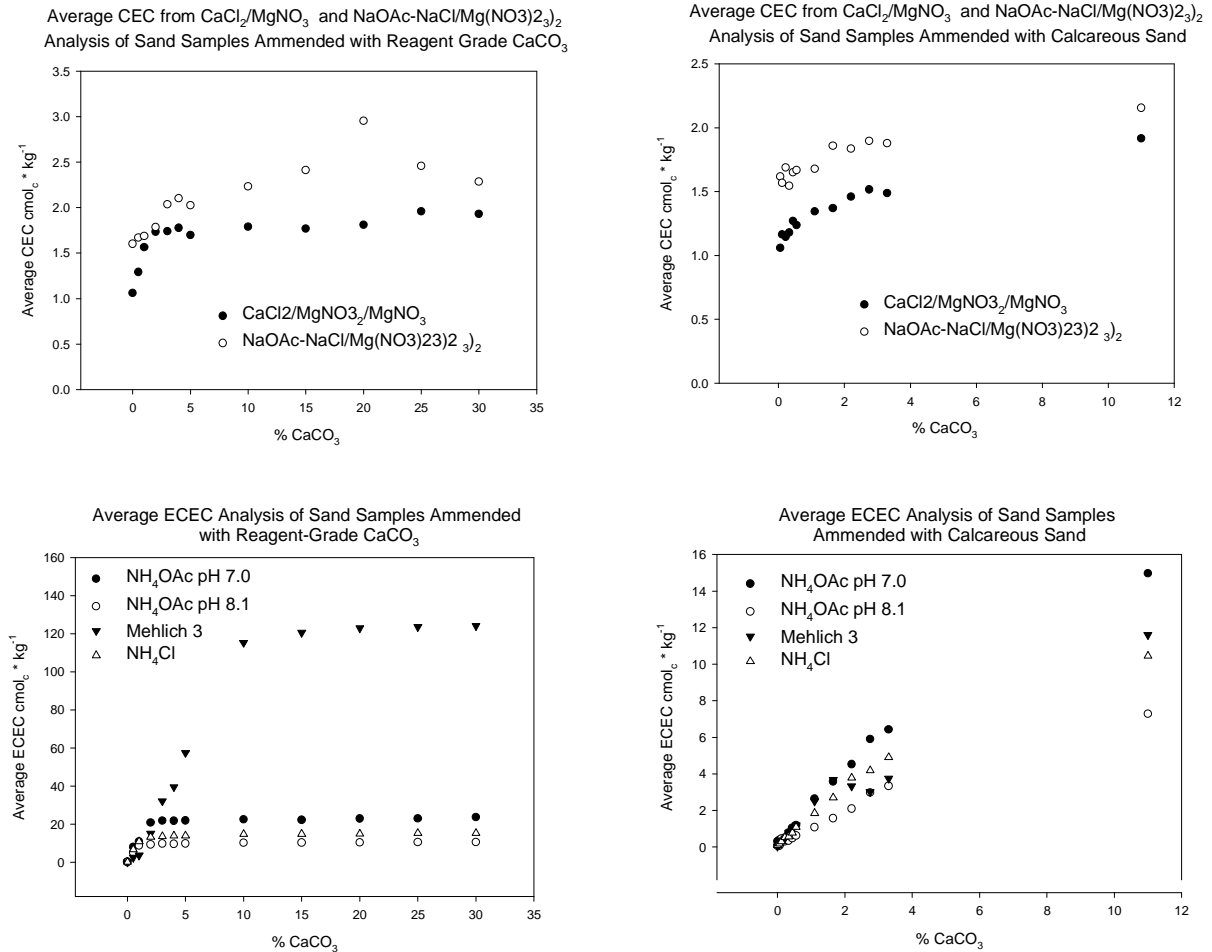 Average CEC from CaCl₂/MgNO₃ and NaOAc-NaCl/Mg(NO3)2₃)₂
Analysis of Sand Samples Ammended with Reagent Grade CaCO₃
3.5
3.0
2.5
2.0
1.5
1.0
0.5
0.0
Average CEC cmol꜀ * kg⁻¹
CaCl2/MgNO3₂/MgNO₃
NaOAc-NaCl/Mg(NO3)23)2 ₃)₂
0 5 10 15 20 25 30 35
% CaCO₃
Average CEC from CaCl₂/MgNO₃ and NaOAc-NaCl/Mg(NO3)2₃)₂
Analysis of Sand Samples Ammended with Calcareous Sand
2.5
2.0
1.5
1.0
0.5
0.0
Average CEC cmol꜀ * kg⁻¹
CaCl2/MgNO3₂/MgNO₃
NaOAc-NaCl/Mg(NO3)23)2 ₃)₂
0 2 4 6 8 10 12
% CaCO₃
Average ECEC Analysis of Sand Samples Ammended
with Reagent-Grade CaCO₃
160
140
120
100
80
60
40
20
0
Average ECEC cmol꜀ * kg⁻¹
NH₄OAc pH 7.0
NH₄OAc pH 8.1
Mehlich 3
NH₄Cl
0 5 10 15 20 25 30 35
% CaCO₃
Average ECEC Analysis of Sand Samples
Ammended with Calcareous Sand
16
14
12
10
8
6
4
2
0
Average ECEC cmol꜀ * kg⁻¹
NH₄OAc pH 7.0
NH₄OAc pH 8.1
Mehlich 3
NH₄Cl
0 2 4 6 8 10 12
% CaCO₃